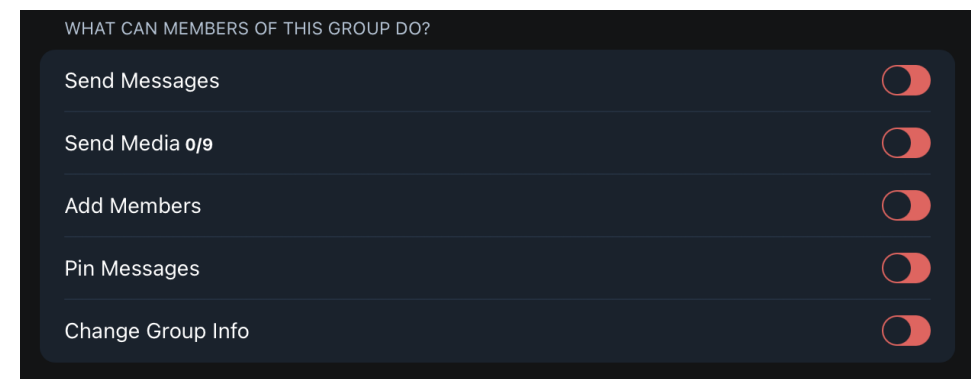 WHAT CAN MEMBERS OF THIS GROUP DO?
Send Messages
Send Media 0/9
Add Members
Pin Messages
Change Group Info